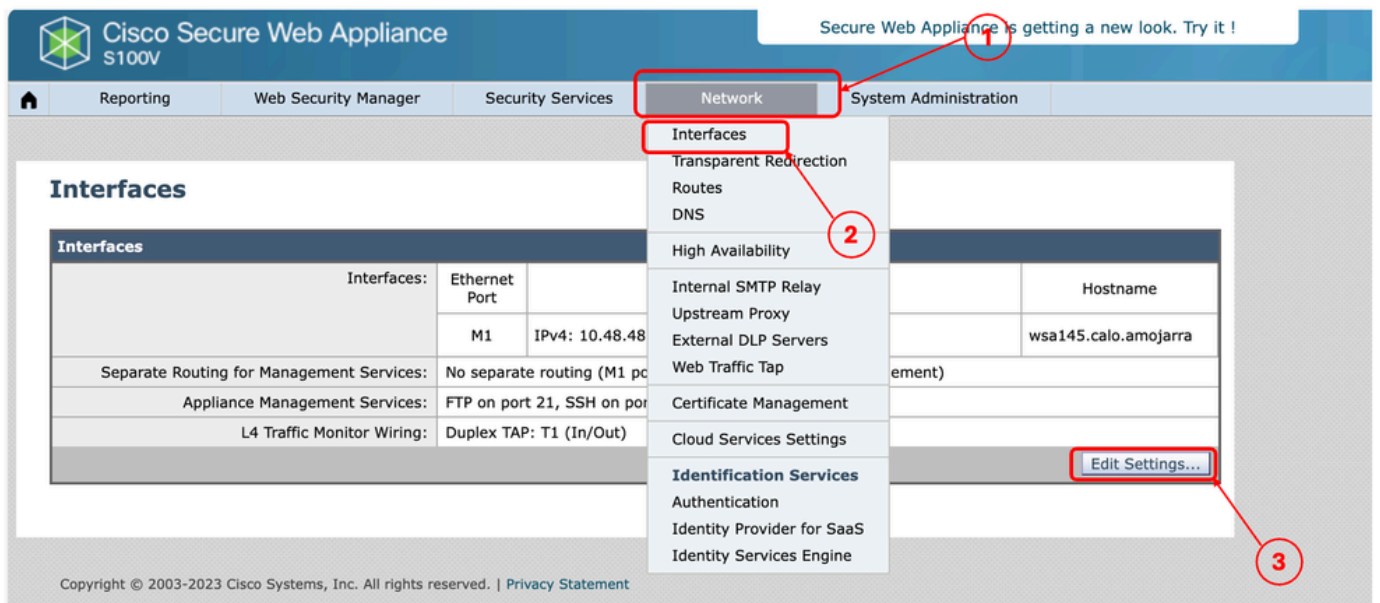 Cisco Secure Web Appliance
S100V
Secure Web Appliance is getting a new look. Try it !
1
Reporting Web Security Manager Security Services Network System Administration
Interfaces
Transparent Redirection
Routes
DNS
High Availability
Internal SMTP Relay
Upstream Proxy
External DLP Servers
Web Traffic Tap
Certificate Management
Cloud Services Settings
Identification Services
Authentication
Identity Provider for SaaS
Identity Services Engine
2
Interfaces
Interfaces
Interfaces: Ethernet
Port Hostname
M1 IPv4: 10.48.48 wsa145.calo.amojarra
Separate Routing for Management Services: No separate routing (M1 po ement)
Appliance Management Services: FTP on port 21, SSH on por
L4 Traffic Monitor Wiring: Duplex TAP: T1 (In/Out)
Edit Settings...
3
Copyright © 2003-2023 Cisco Systems, Inc. All rights reserved. | Privacy Statement